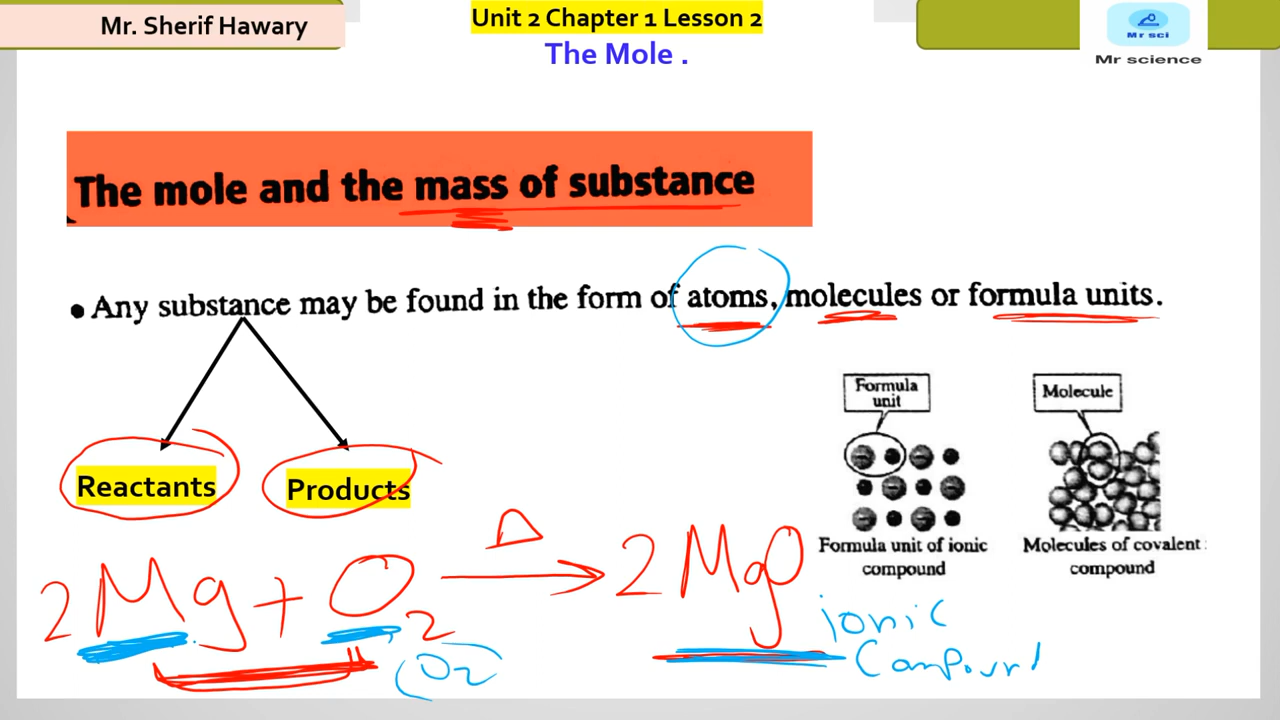 Mr. Sherif Hawary
Unit 2 Chapter 1 Lesson 2
The Mole .
Mr sci
Mr science
The mole and the mass of substance
• Any substance may be found in the form of atoms, molecules or formula units.
Formula
unit
Molecule
Reactants
Products
Δ
2Mg + O2 → 2MgO
(O2
Formula unit of ionic
compound
Molecules of covalent
compound
ionic
Compound